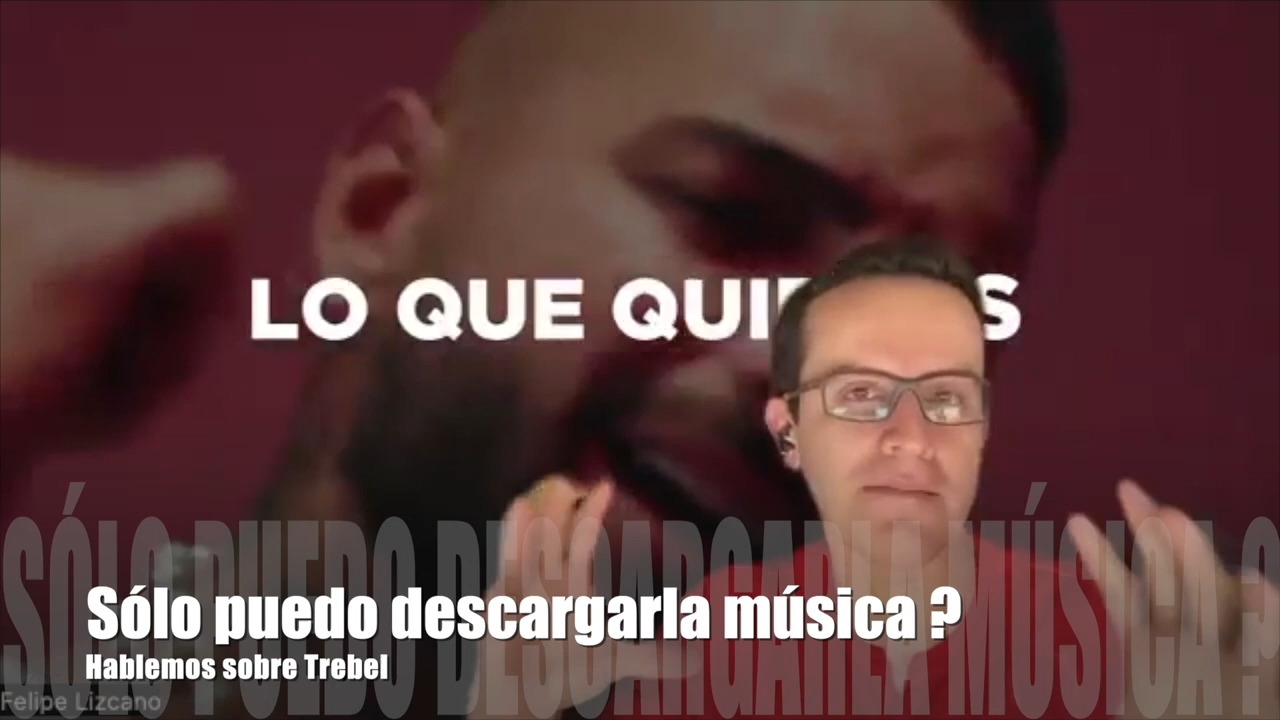 LO QUE QUI S
SÓLO PUEDO DESCARGARLA MÚSICA ?
Sólo puedo descargarla música ?
Hablemos sobre Trebel
Felipe Lizcano